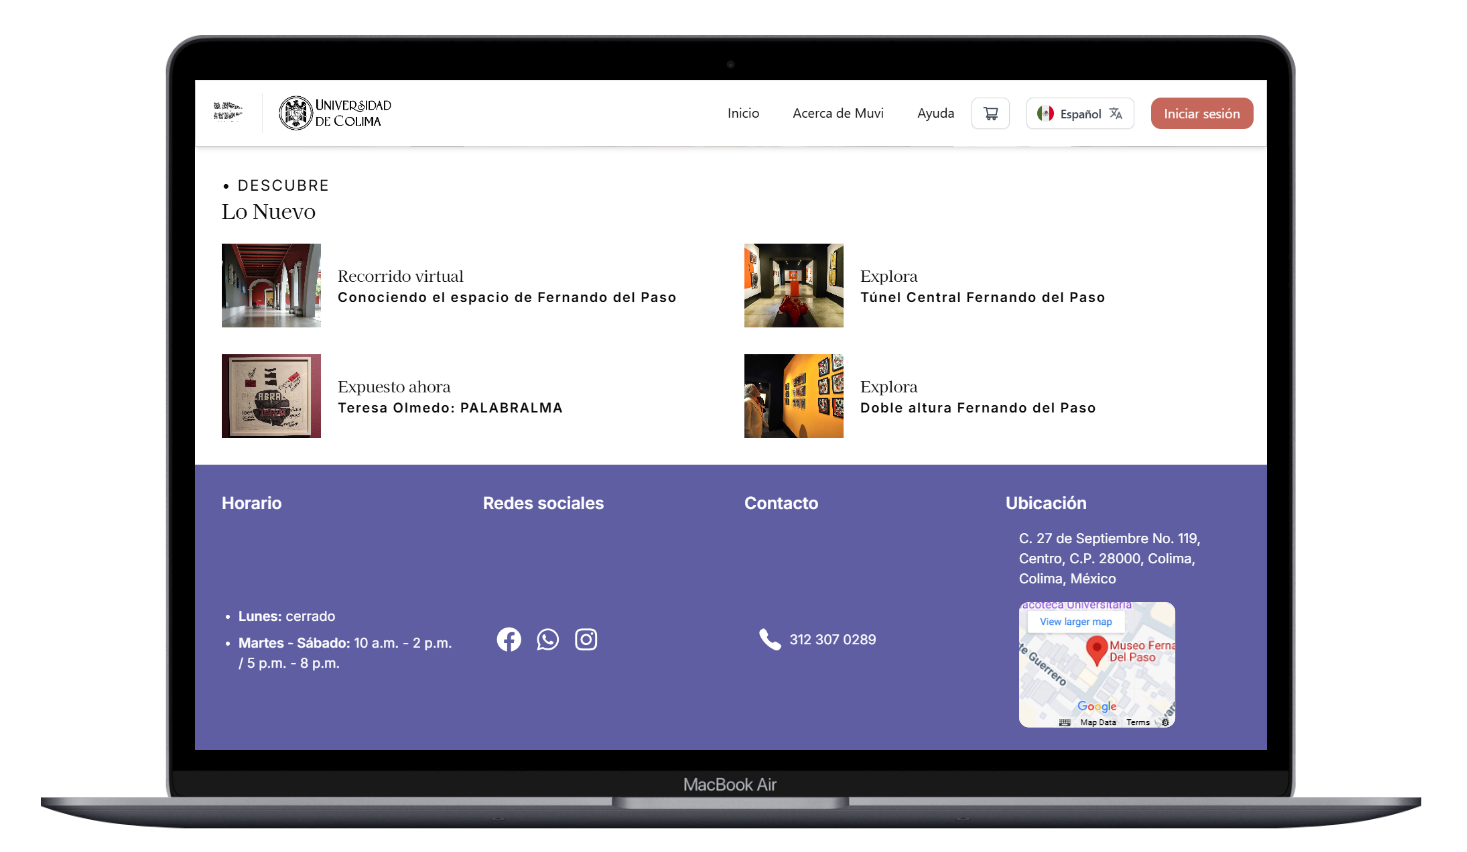 UNIVERSIDAD
DE COLIMA
Inicio
Acerca de Muvi
Ayuda
Español
Iniciar sesión
• DESCUBRE
Lo Nuevo
Recorrido virtual
Conociendo el espacio de Fernando del Paso
Explora
Túnel Central Fernando del Paso
Expuesto ahora
Teresa Olmedo: PALABRALMA
Explora
Doble altura Fernando del Paso
Horario
• Lunes: cerrado
• Martes - Sábado: 10 a.m. - 2 p.m.
/ 5 p.m. - 8 p.m.
Redes sociales
Contacto
312 307 0289
Ubicación
C. 27 de Septiembre No. 119,
Centro, C.P. 28000, Colima,
Colima, México
acoteca Universitaria
View larger map
Museo Ferna
Del Paso
te Guerrero
Google
Map Data
Terms
MacBook Air